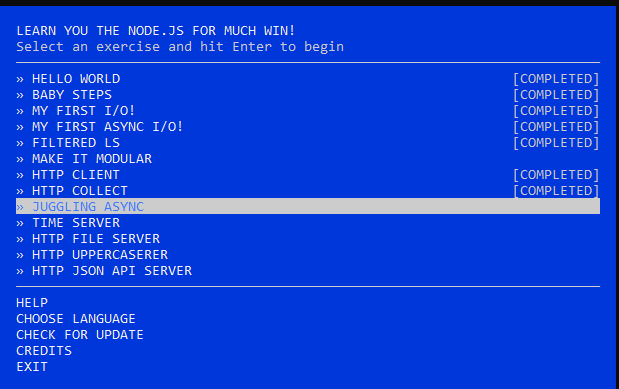 LEARN YOU THE NODE.JS FOR MUCH WIN!
Select an exercise and hit Enter to begin
» HELLO WORLD [COMPLETED]
» BABY STEPS [COMPLETED]
» MY FIRST I/O! [COMPLETED]
» MY FIRST ASYNC I/O! [COMPLETED]
» FILTERED LS [COMPLETED]
» MAKE IT MODULAR
» HTTP CLIENT [COMPLETED]
» HTTP COLLECT [COMPLETED]
» JUGGLING ASYNC
» TIME SERVER
» HTTP FILE SERVER
» HTTP UPPERCASERER
» HTTP JSON API SERVER
HELP
CHOOSE LANGUAGE
CHECK FOR UPDATE
CREDITS
EXIT